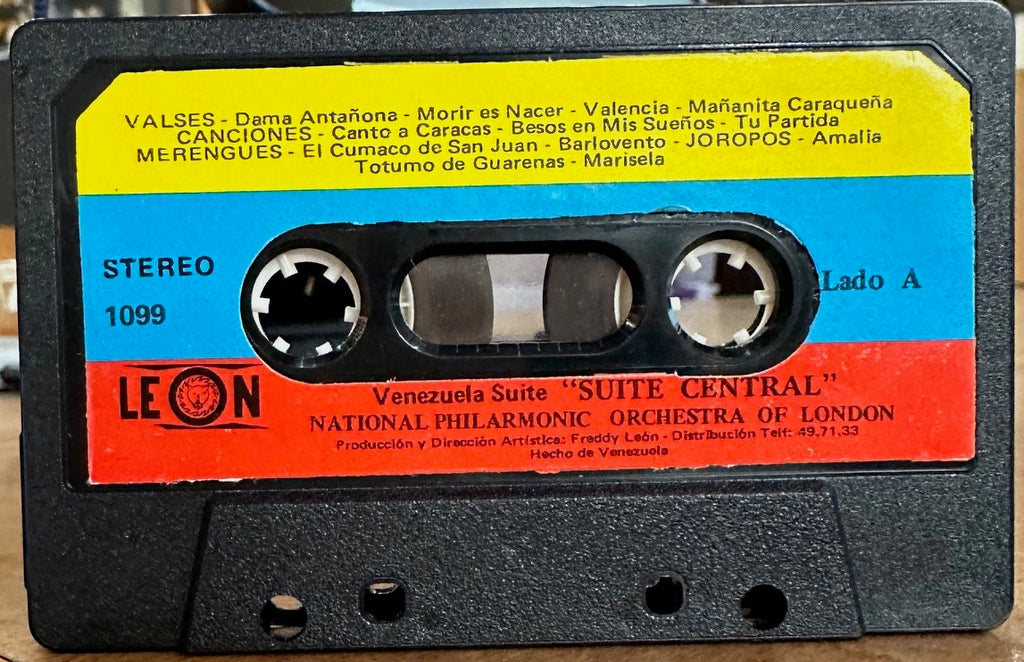 VALSES - Dama Antañona - Morir es Nacer - Valencia - Mañanita Caraqueña
CANCIONES - Canto a Caracas - Besos en Mis Sueños - Tu Partida
MERENGUES - El Cumaco de San Juan - Barlovento - JOROPOS - Amalia
Totumo de Guarenas - Marisela
STEREO
1099
Lado A
LEON
Venezuela Suite "SUITE CENTRAL"
NATIONAL PHILARMONIC ORCHESTRA OF LONDON
Producción y Dirección Artística: Freddy León - Distribución Telf: 49.71.33
Hecho de Venezuela